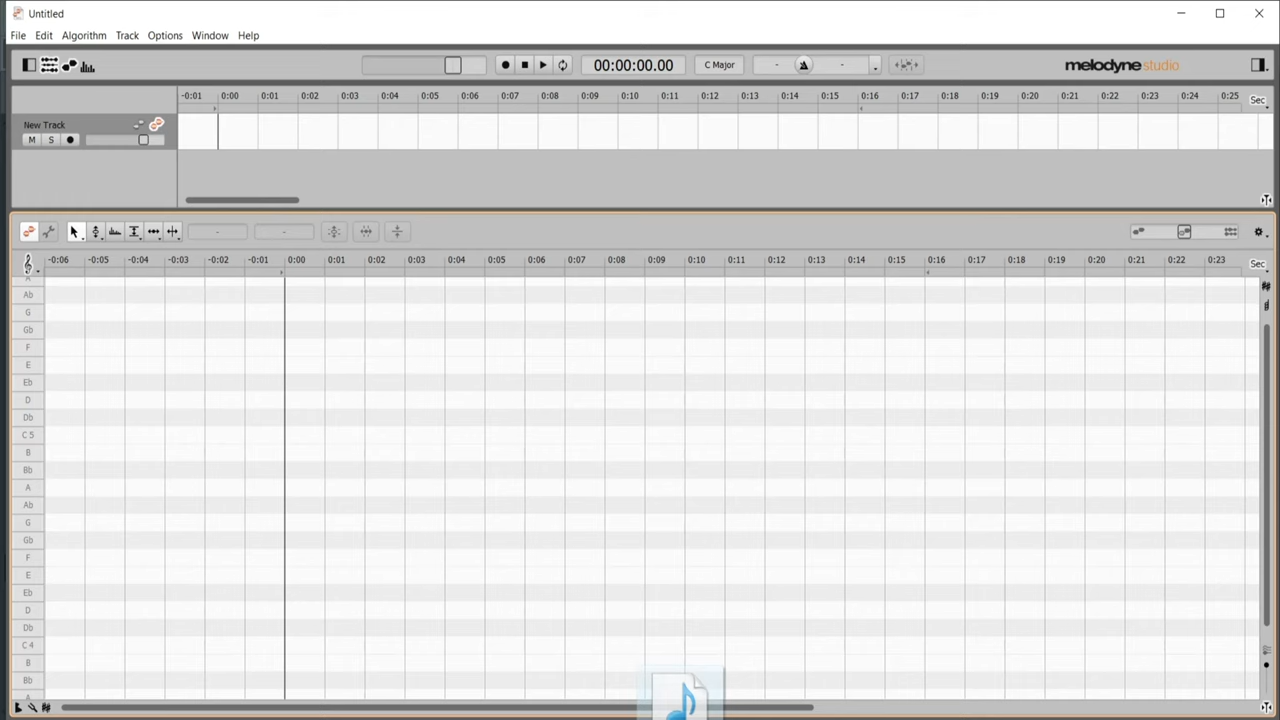 Untitled
File Edit Algorithm Track Options Window Help
00:00:00.00 C Major - - melodyne studio
-0:01 0:00 0:01 0:02 0:03 0:04 0:05 0:06 0:07 0:08 0:09 0:10 0:11 0:12 0:13 0:14 0:15 0:16 0:17 0:18 0:19 0:20 0:21 0:22 0:23 0:24 0:25 Sec
New Track
M S
- -
-0:06 -0:05 -0:04 -0:03 -0:02 -0:01 0:00 0:01 0:02 0:03 0:04 0:05 0:06 0:07 0:08 0:09 0:10 0:11 0:12 0:13 0:14 0:15 0:16 0:17 0:18 0:19 0:20 0:21 0:22 0:23 Sec
A
Ab
G
Gb
F
E
Eb
D
Db
C 5
B
Bb
A
Ab
G
Gb
F
E
Eb
D
Db
C 4
B
Bb
A